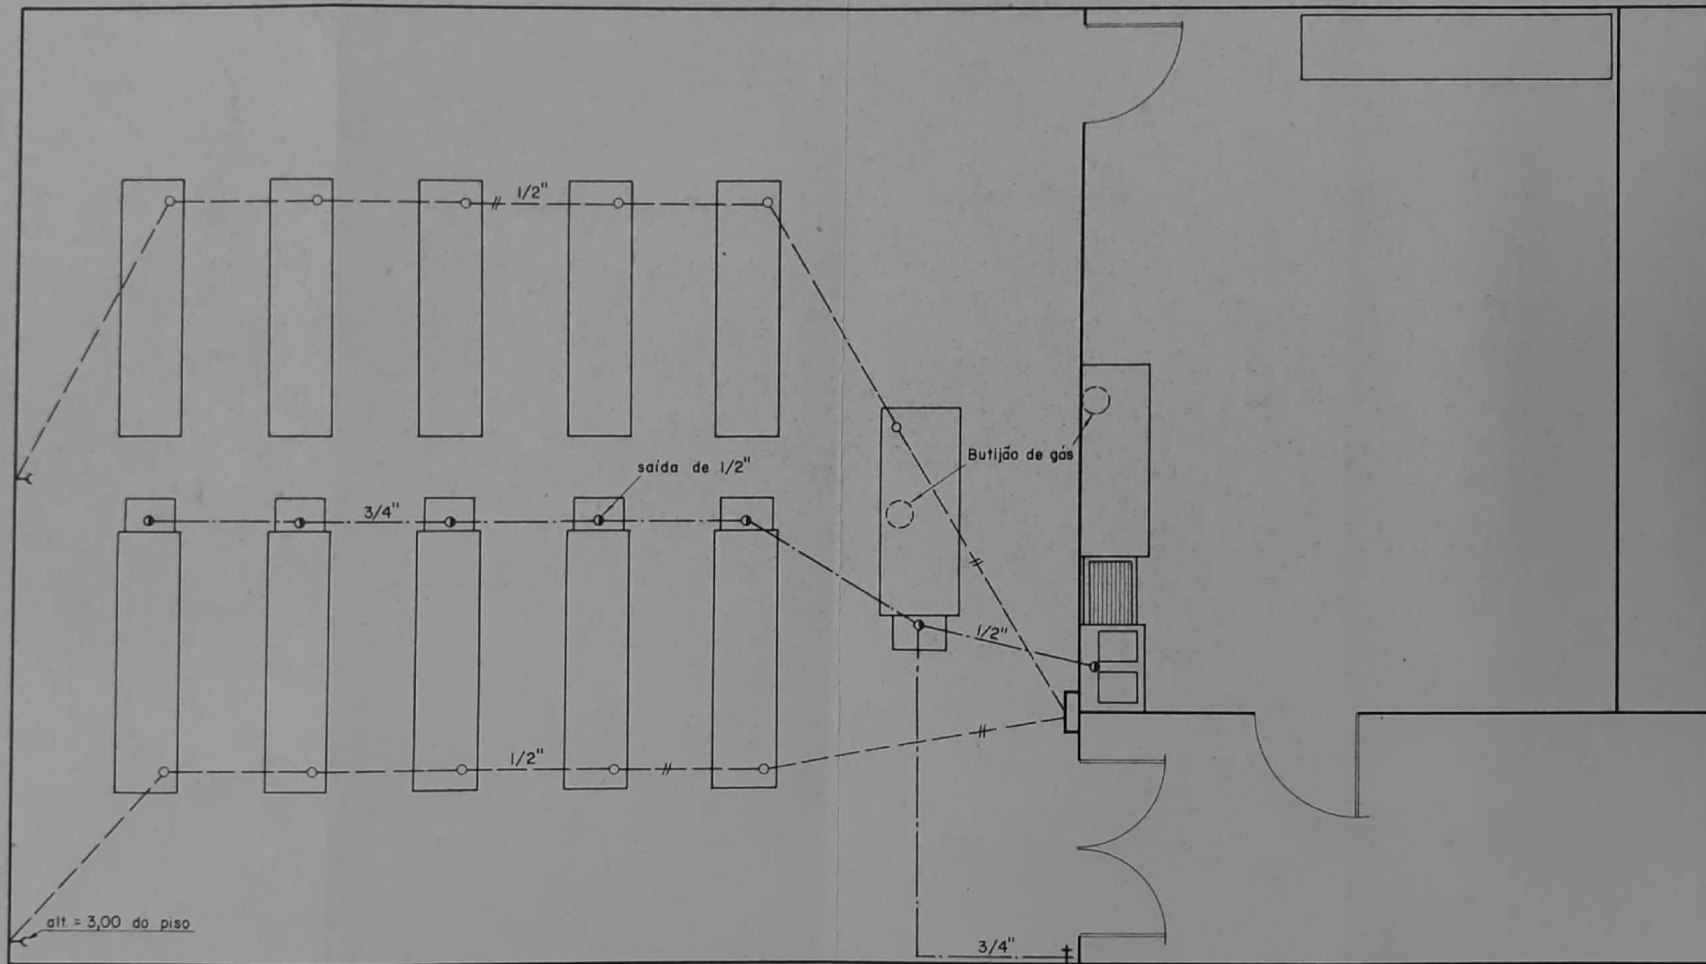 1/2"
Butijão de gás
saída de 1/2"
3/4"
1/2"
1/2"
alt. = 3,00 do piso
3/4"